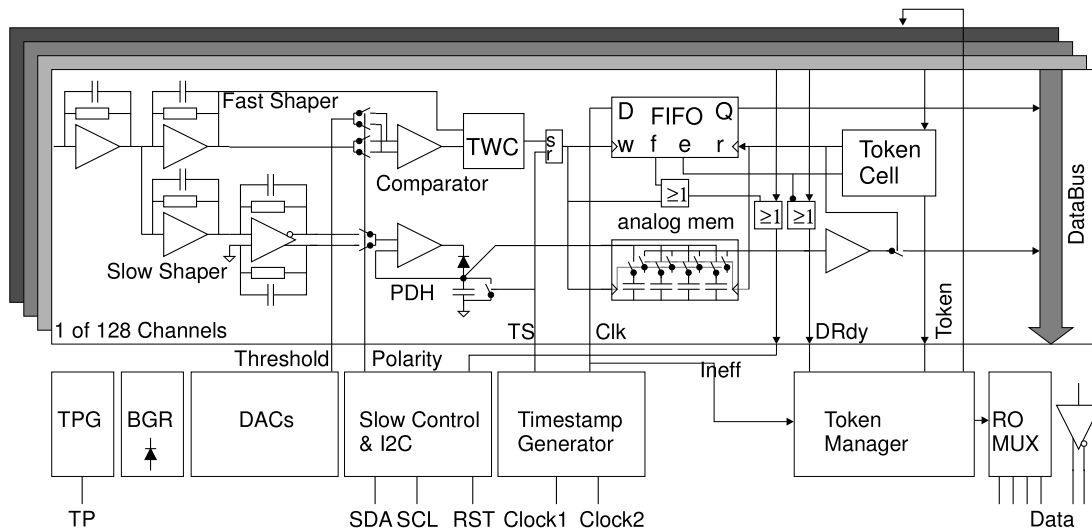 Fast Shaper
D FIFO Q
w f e r
TWC
s
r
Token
Cell
Comparator
≥1
≥1
≥1
analog mem
DataBus
Slow Shaper
PDH
1 of 128 Channels
TS
Clk
DRdy
Token
Threshold
Polarity
Ineff
TPG
BGR
DACs
Slow Control
& I2C
Timestamp
Generator
Token
Manager
RO
MUX
TP
SDA
SCL
RST
Clock1
Clock2
Data